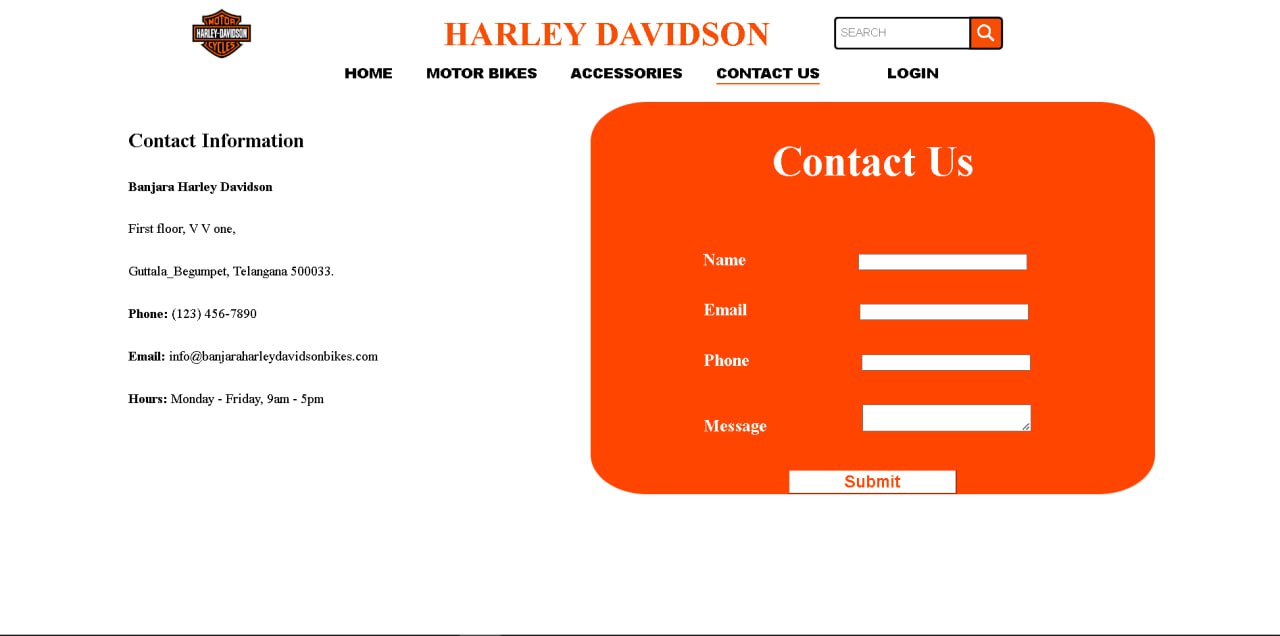 MOTOR
HARLEY-DAVIDSON
CYCLES
HARLEY DAVIDSON
SEARCH
HOME MOTOR BIKES ACCESSORIES CONTACT US LOGIN
Contact Information
Banjara Harley Davidson
First floor, V V one,
Guttala_Begumpet, Telangana 500033.
Phone: (123) 456-7890
Email: info@banjaraharleydavidsonbikes.com
Hours: Monday - Friday, 9am - 5pm
Contact Us
Name
Email
Phone
Message
Submit